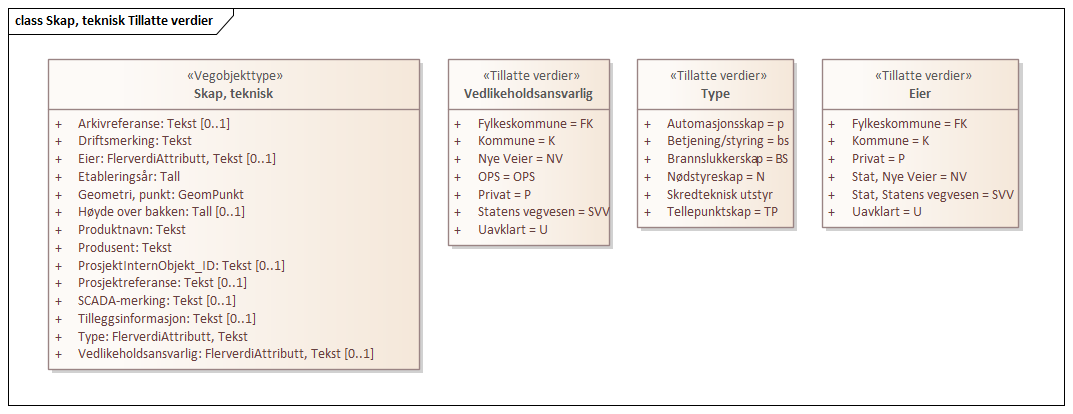 class Skap, teknisk Tillatte verdier
«Vegobjekttype»
Skap, teknisk
+ Arkivreferanse: Tekst [0..1]
+ Driftsmerking: Tekst
+ Eier: FlerverdiAttributt, Tekst [0..1]
+ Etableringsår: Tall
+ Geometri, punkt: GeomPunkt
+ Høyde over bakken: Tall [0..1]
+ Produktnavn: Tekst
+ Produsent: Tekst
+ ProsjektInternObjekt_ID: Tekst [0..1]
+ Prosjektreferanse: Tekst [0..1]
+ SCADA-merking: Tekst [0..1]
+ Tilleggsinformasjon: Tekst [0..1]
+ Type: FlerverdiAttributt, Tekst
+ Vedlikeholdsansvarlig: FlerverdiAttributt, Tekst [0..1]
«Tillatte verdier»
Vedlikeholdsansvarlig
+ Fylkeskommune = FK
+ Kommune = K
+ Nye Veier = NV
+ OPS = OPS
+ Privat = P
+ Statens vegvesen = SVV
+ Uavklart = U
«Tillatte verdier»
Type
+ Automasjonsskap = p
+ Betjening/styring = bs
+ Brannslukkerskap = BS
+ Nødstyreskap = N
+ Skredteknisk utstyr
+ Tellepunktskap = TP
«Tillatte verdier»
Eier
+ Fylkeskommune = FK
+ Kommune = K
+ Privat = P
+ Stat, Nye Veier = NV
+ Stat, Statens vegvesen = SVV
+ Uavklart = U